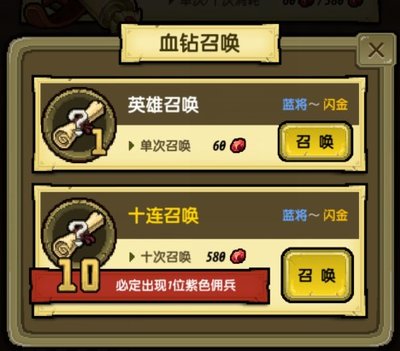 血钻召唤
英雄召唤 蓝将～闪金
1
单次召唤 60 召唤
十连召唤 蓝将～闪金
十次召唤 580 召唤
10
必定出现1位紫色佣兵